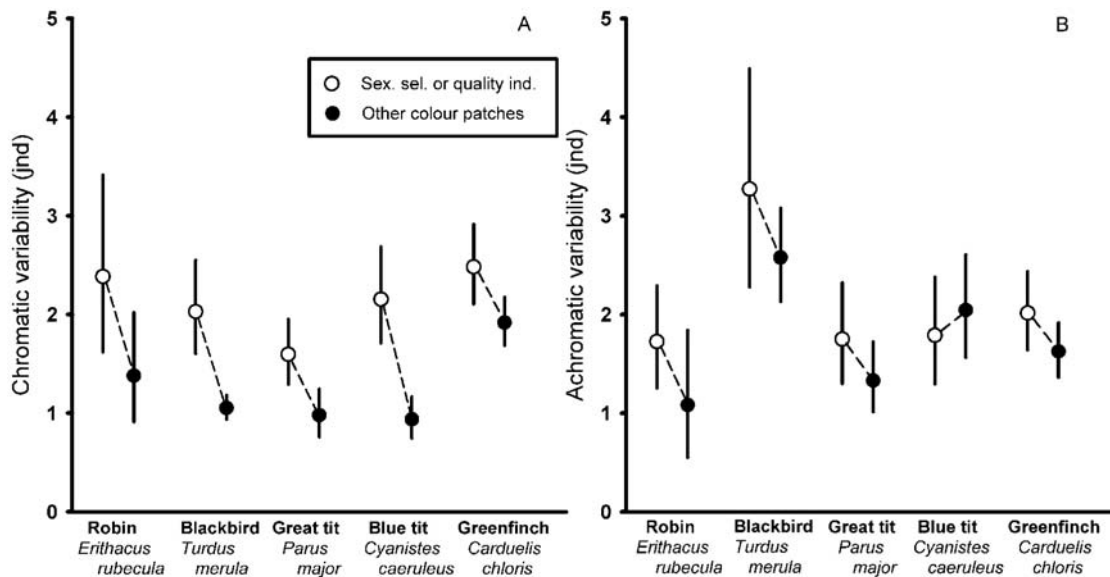 5
4
3
2
1
0
Chromatic variability (jnd)
A
Sex. sel. or quality ind.
Other colour patches
Robin
Erithacus
rubecula
Blackbird
Turdus
merula
Great tit
Parus
major
Blue tit
Cyanistes
caeruleus
Greenfinch
Carduelis
chloris
5
4
3
2
1
0
Achromatic variability (jnd)
B
Robin
Erithacus
rubecula
Blackbird
Turdus
merula
Great tit
Parus
major
Blue tit
Cyanistes
caeruleus
Greenfinch
Carduelis
chloris